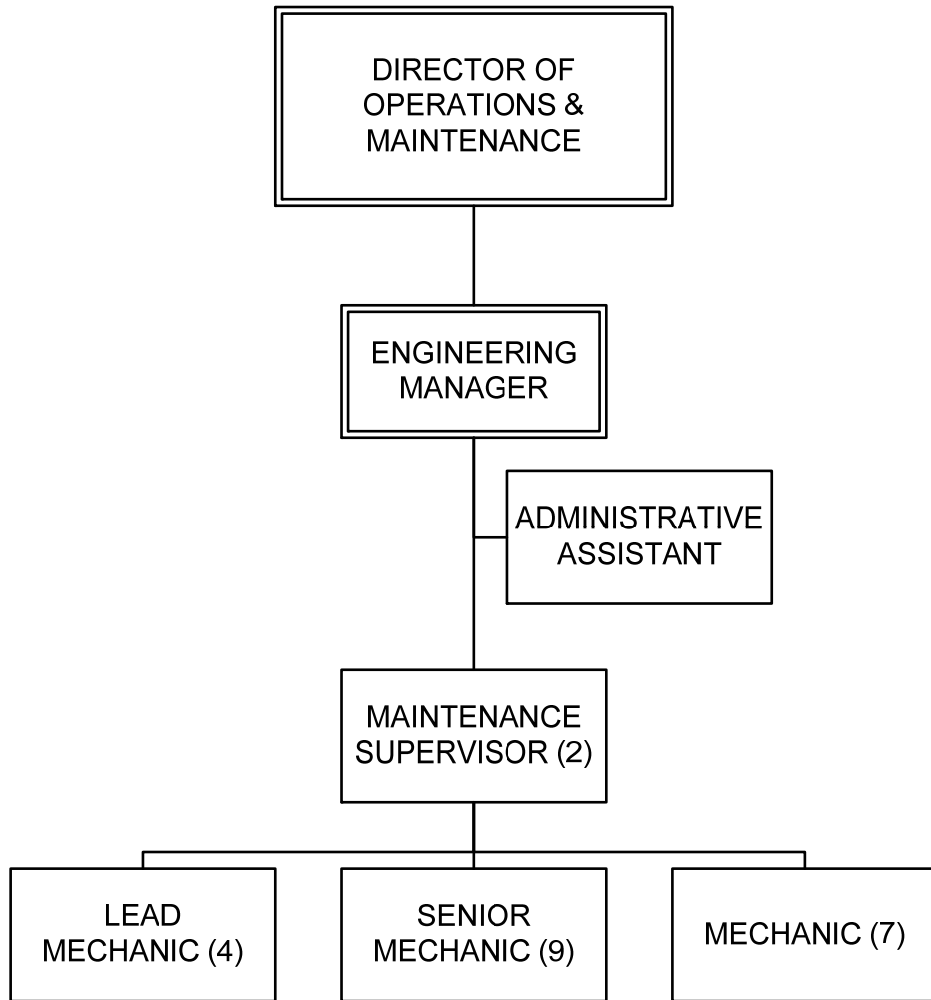 DIRECTOR OF
OPERATIONS &
MAINTENANCE
ENGINEERING
MANAGER
ADMINISTRATIVE
ASSISTANT
MAINTENANCE
SUPERVISOR (2)
LEAD
MECHANIC (4)
SENIOR
MECHANIC (9)
MECHANIC (7)